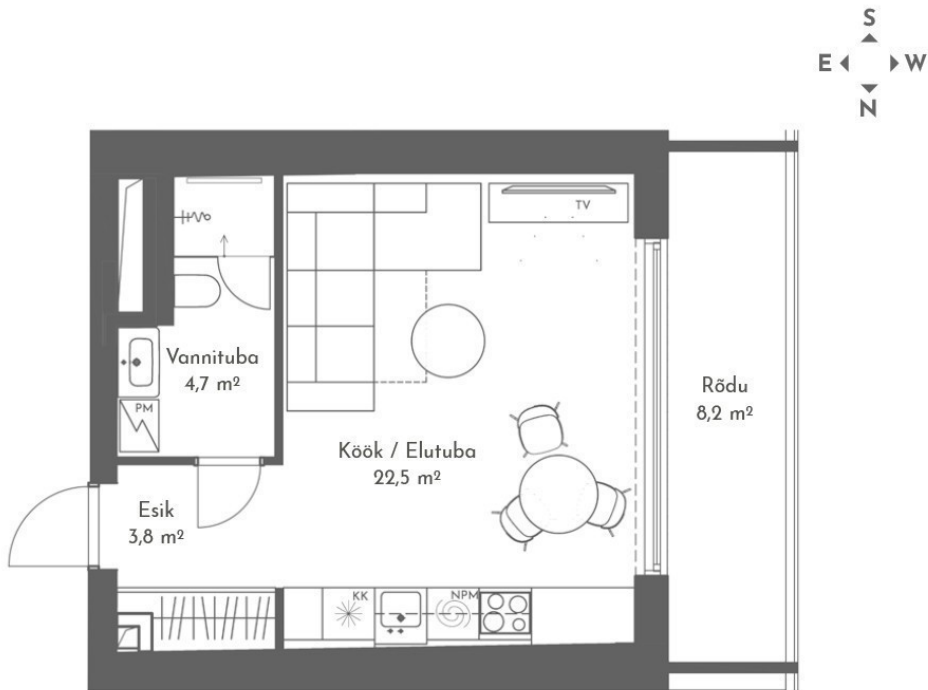 S
E W
N
TV
Vannituba
4,7 m²
PM
Rõdu
8,2 m²
Köök / Elutuba
22,5 m²
Esik
3,8 m²
KK
NPM